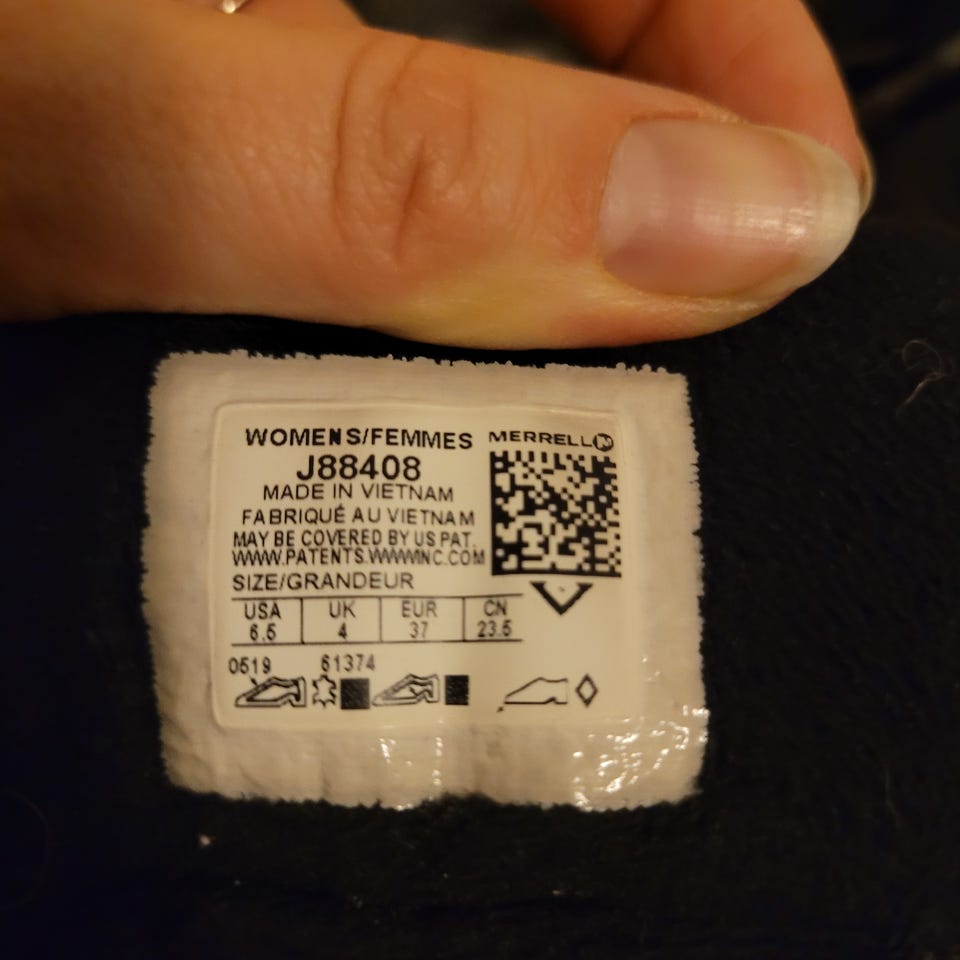 WOMENS/FEMMES MERRELL
J88408
MADE IN VIETNAM
FABRIQUÉ AU VIETNAM
MAY BE COVERED BY US PAT.
WWW.PATENTS.WWWINC.COM
SIZE/GRANDEUR
USA UK EUR CN
6.5 4 37 23.5
0519 61374